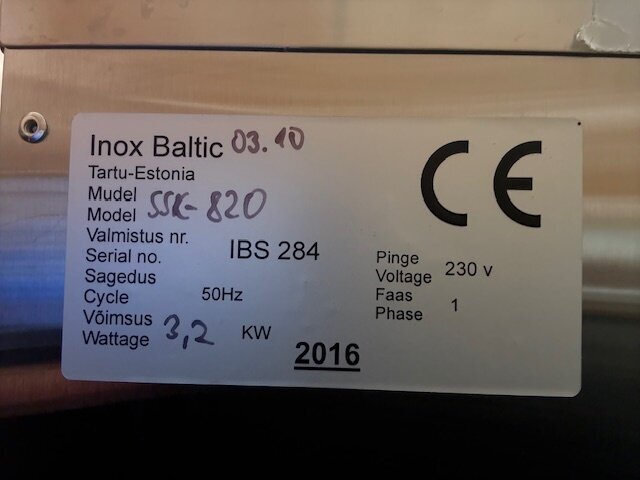 Inox Baltic 03.10
Tartu-Estonia
Mudel
Model SSK-820
Valmistus nr.
Serial no. IBS 284
Sagedus
Cycle 50Hz
Võimsus
Wattage 3,2 KW
2016
CE
Pinge
Voltage 230 v
Faas
Phase 1